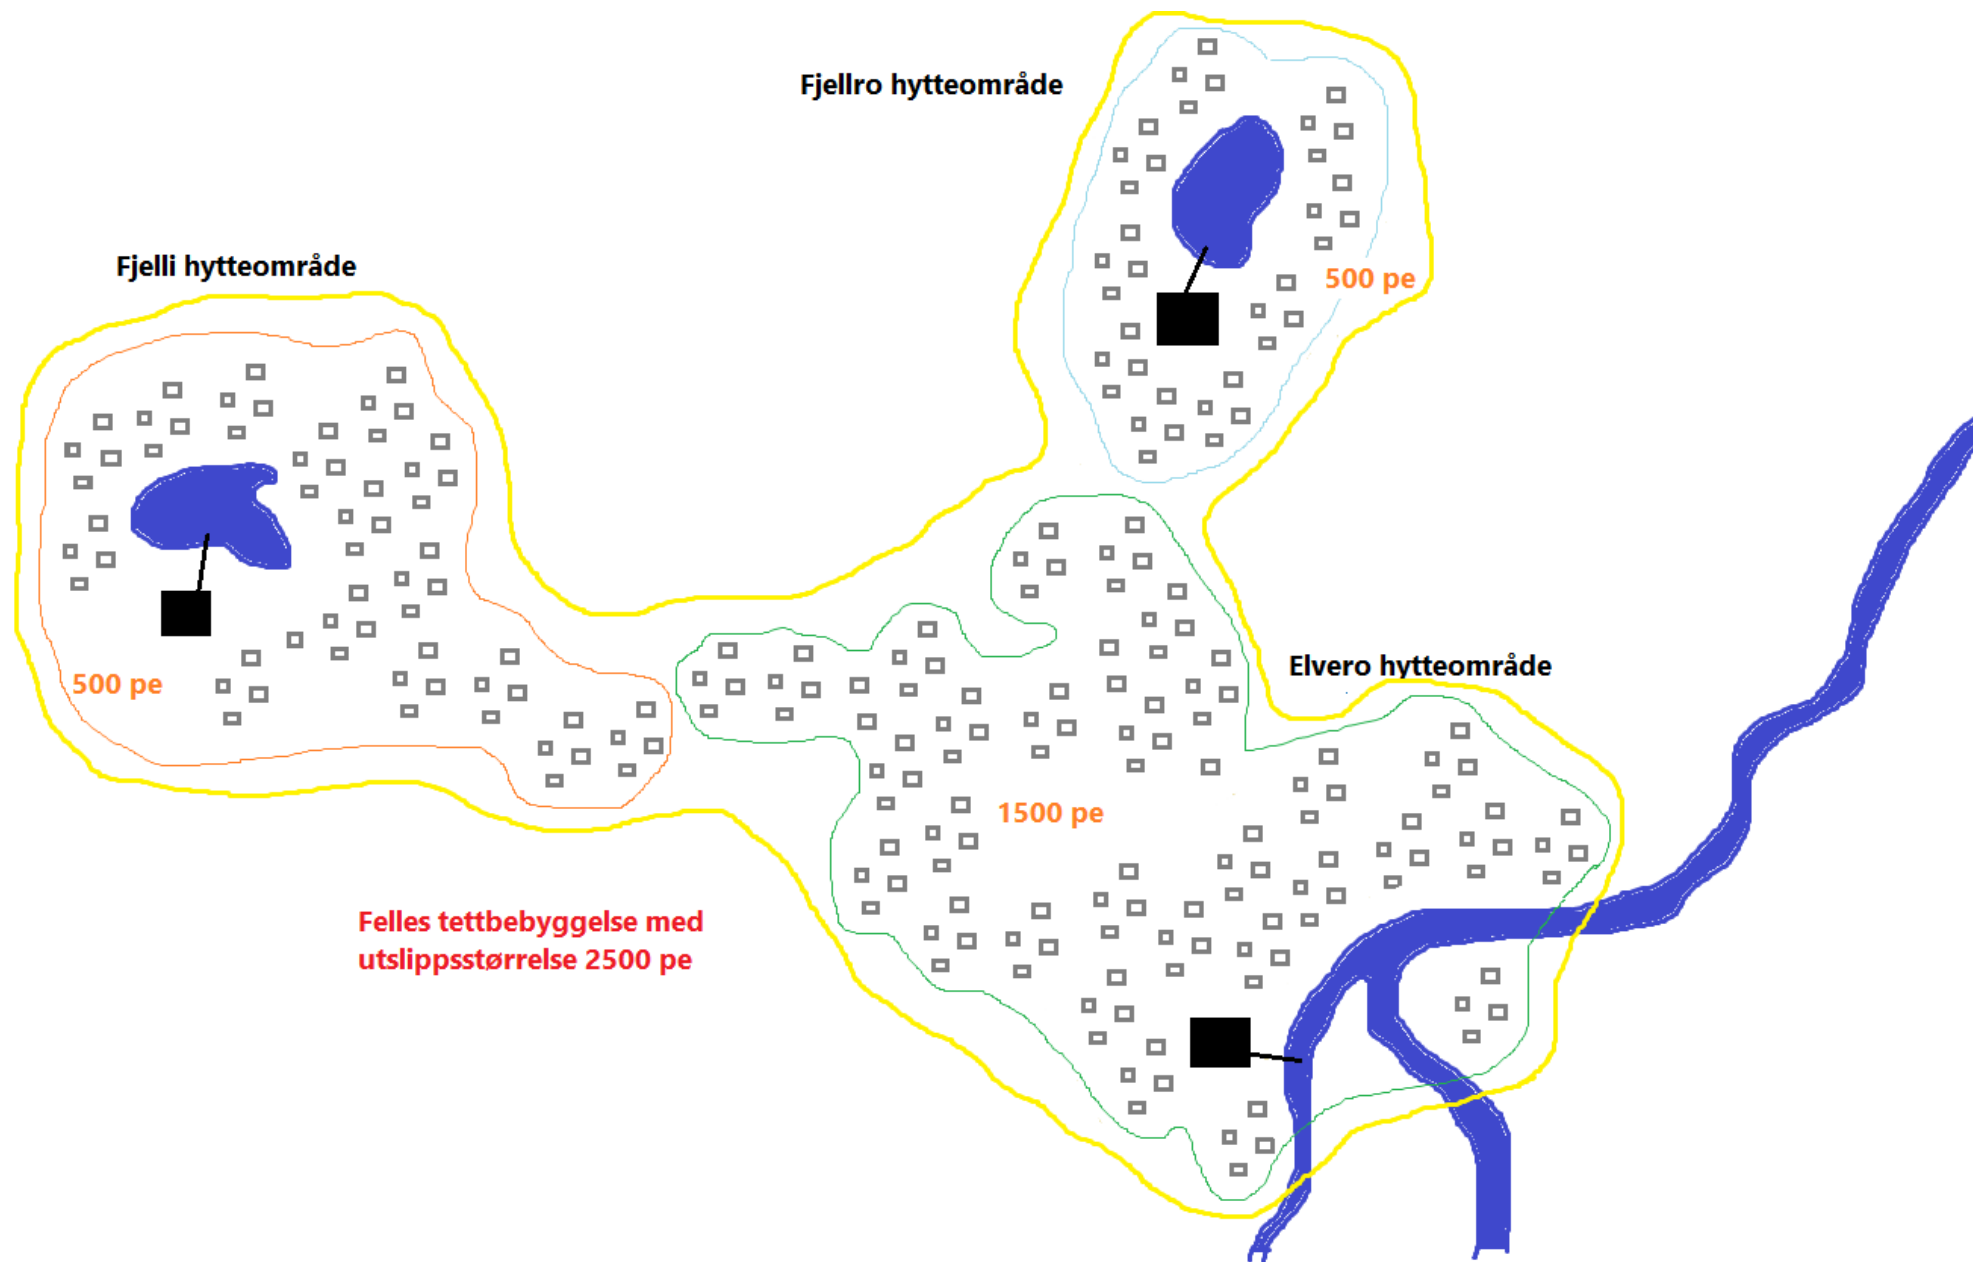 Fjellro hytteområde
Fjelli hytteområde
500 pe
Elvero hytteområde
500 pe
1500 pe
Felles tettbebyggelse med
utslippsstørrelse 2500 pe